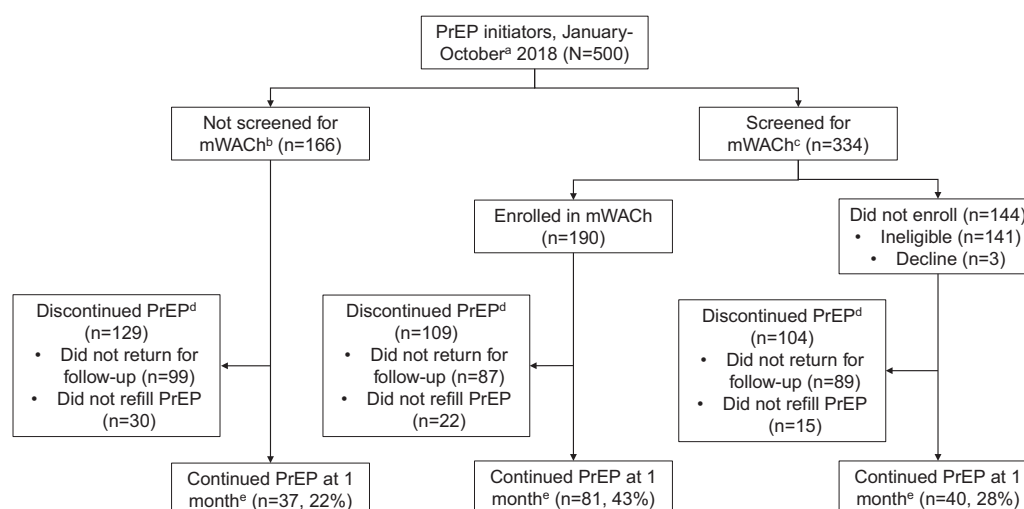 PrEP initiators, January-
Octoberᵃ 2018 (N=500)
Not screened for
mWAChᵇ (n=166)
Screened for
mWAChᶜ (n=334)
Enrolled in mWACh
(n=190)
Did not enroll (n=144)
• Ineligible (n=141)
• Decline (n=3)
Discontinued PrEPᵈ
(n=129)
• Did not return for
follow-up (n=99)
• Did not refill PrEP
(n=30)
Discontinued PrEPᵈ
(n=109)
• Did not return for
follow-up (n=87)
• Did not refill PrEP
(n=22)
Discontinued PrEPᵈ
(n=104)
• Did not return for
follow-up (n=89)
• Did not refill PrEP
(n=15)
Continued PrEP at 1
monthᵉ (n=37, 22%)
Continued PrEP at 1
monthᵉ (n=81, 43%)
Continued PrEP at 1
monthᵉ (n=40, 28%)